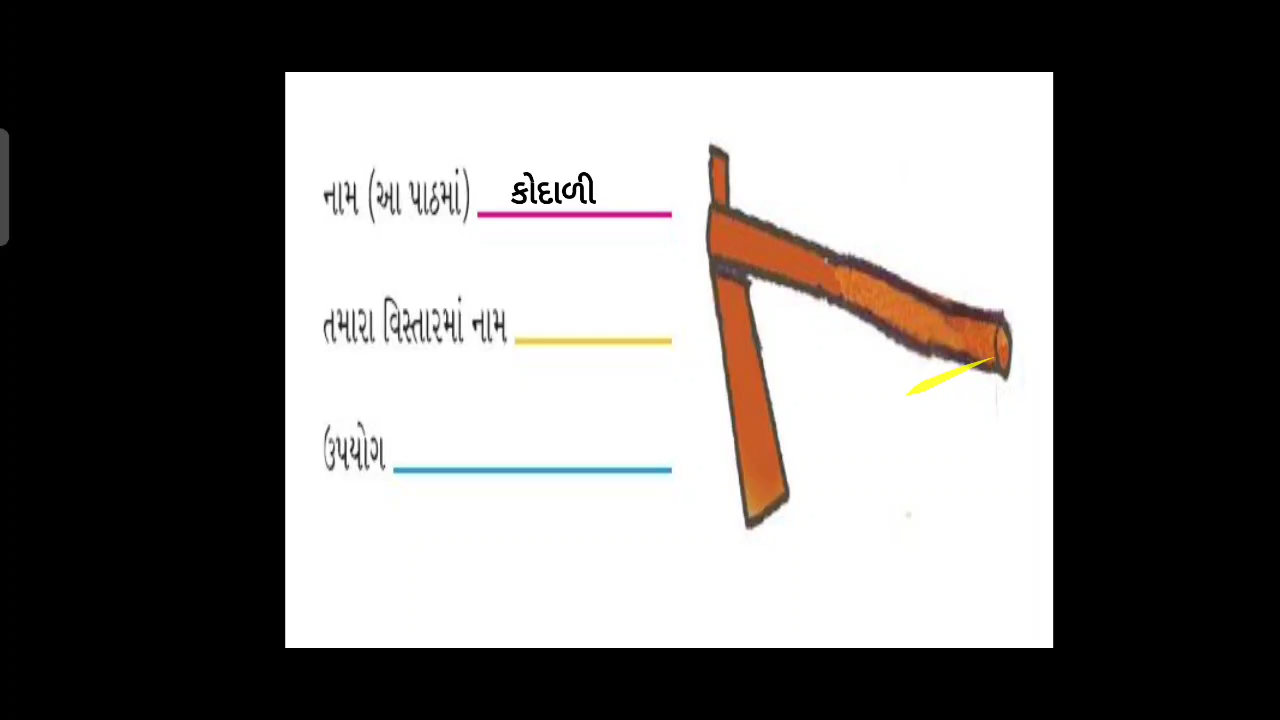 નામ (આ પાઠમાં) કોદાળી
તમારા વિસ્તારમાં નામ
ઉપયોગ